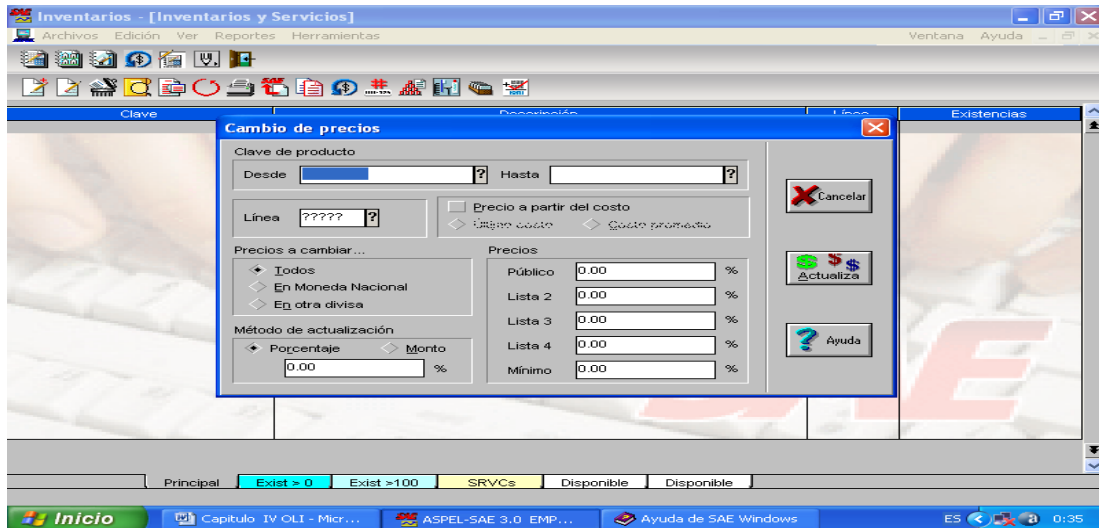 Inventarios - [Inventarios y Servicios]
Archivos Edición Ver Reportes Herramientas Ventana Ayuda
Clave Descripción Línea Existencias
Cambio de precios
Clave de producto
Desde ? Hasta ?
Línea ????? ?
Precio a partir del costo
Último costo Costo promedio
Cancelar
Precios a cambiar...
Todos
En Moneda Nacional
En otra divisa
Método de actualización
Porcentaje Monto
0.00 %
Precios
Público 0.00 %
Lista 2 0.00 %
Lista 3 0.00 %
Lista 4 0.00 %
Mínimo 0.00 %
Actualiza
Ayuda
SAE
Principal Exist > 0 Exist >100 SRVCs Disponible Disponible
Inicio Capitulo IV OLI - Micr... ASPEL-SAE 3.0 EMP... Ayuda de SAE Windows ES 0:35